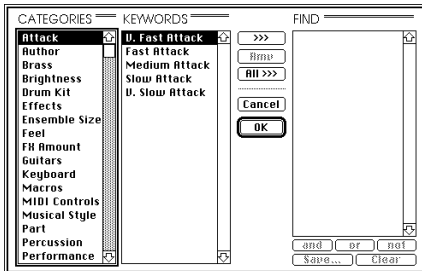 CATEGORIES
Attack
Author
Brass
Brightness
Drum Kit
Effects
Ensemble Size
Feel
FX Amount
Guitars
Keyboard
Macros
MIDI Controls
Musical Style
Part
Percussion
Performance
KEYWORDS
V. Fast Attack
Fast Attack
Medium Attack
Slow Attack
V. Slow Attack
>>>
Rmv
All >>>
Cancel
OK
FIND
and or not
Save... Clear